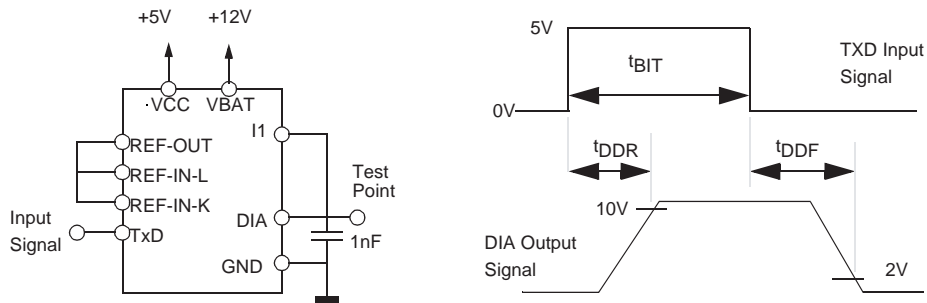 +5V +12V
VCC VBAT
I1
REF-OUT
REF-IN-L
REF-IN-K
TxD
Input
Signal
DIA
GND
Test
Point
1nF
5V
0V
tBIT
TXD Input
Signal
tDDR
tDDF
10V
DIA Output
Signal
2V